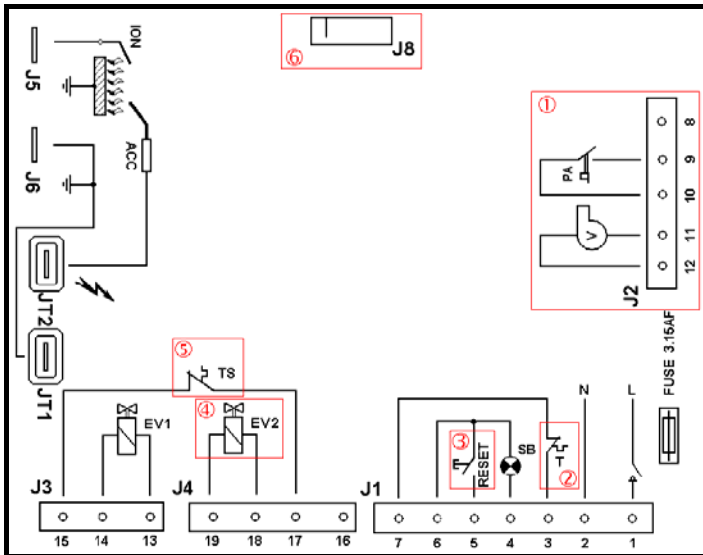 J5
ION
⑥
J8
①
8
PA
9
10
V
11
12
J2
J6
ACC
JT2
JT1
⑤
TS
④
EV1
EV2
③
RESET
SB
T
②
N
L
FUSE 3.15AF
J3
15
14
13
J4
19
18
17
16
J1
7
6
5
4
3
2
1